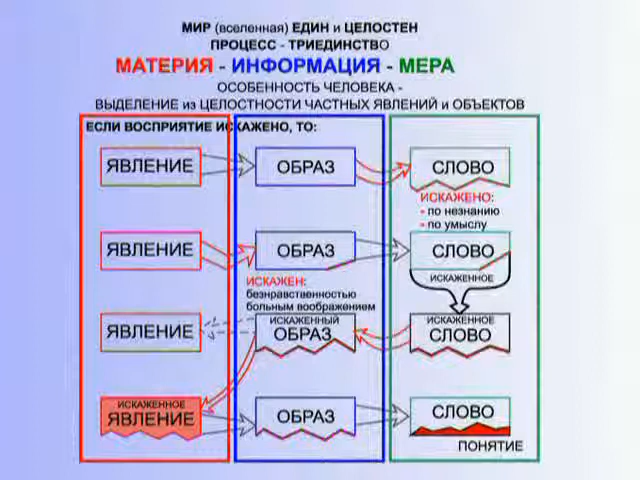 МИР (вселенная) ЕДИН и ЦЕЛОСТЕН
ПРОЦЕСС - ТРИЕДИНСТВО
МАТЕРИЯ - ИНФОРМАЦИЯ - МЕРА
ОСОБЕННОСТЬ ЧЕЛОВЕКА -
ВЫДЕЛЕНИЕ из ЦЕЛОСТНОСТИ ЧАСТНЫХ ЯВЛЕНИЙ и ОБЪЕКТОВ
ЕСЛИ ВОСПРИЯТИЕ ИСКАЖЕНО, ТО:
ЯВЛЕНИЕ ОБРАЗ СЛОВО
ИСКАЖЕНО:
- по незнанию
- по умыслу
ЯВЛЕНИЕ ОБРАЗ СЛОВО
ИСКАЖЕННОЕ
ИСКАЖЕН:
безнравственностью
больным воображением
ИСКАЖЕННЫЙ ИСКАЖЕННОЕ
ЯВЛЕНИЕ ОБРАЗ СЛОВО
ИСКАЖЕННОЕ
ЯВЛЕНИЕ ОБРАЗ СЛОВО
ПОНЯТИЕ